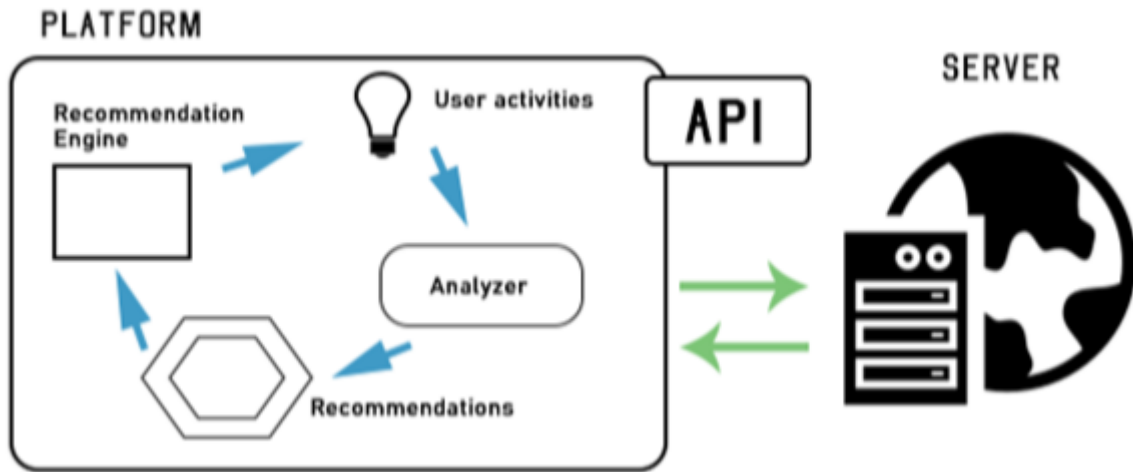 PLATFORM
SERVER
API
Recommendation
Engine
User activities
Analyzer
Recommendations